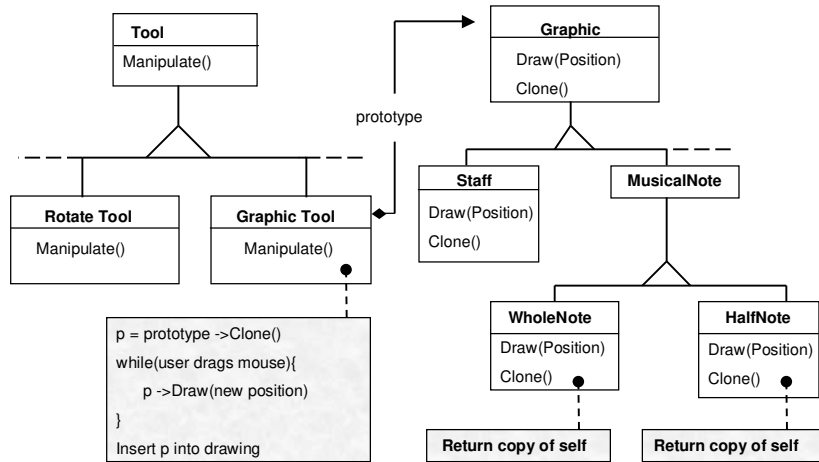 Tool
Manipulate()
prototype
Graphic
Draw(Position)
Clone()
Rotate Tool
Manipulate()
Graphic Tool
Manipulate()
Staff
Draw(Position)
Clone()
MusicalNote
WholeNote
Draw(Position)
Clone()
HalfNote
Draw(Position)
Clone()
p = prototype ->Clone()
while(user drags mouse){
p ->Draw(new position)
}
Insert p into drawing
Return copy of self
Return copy of self